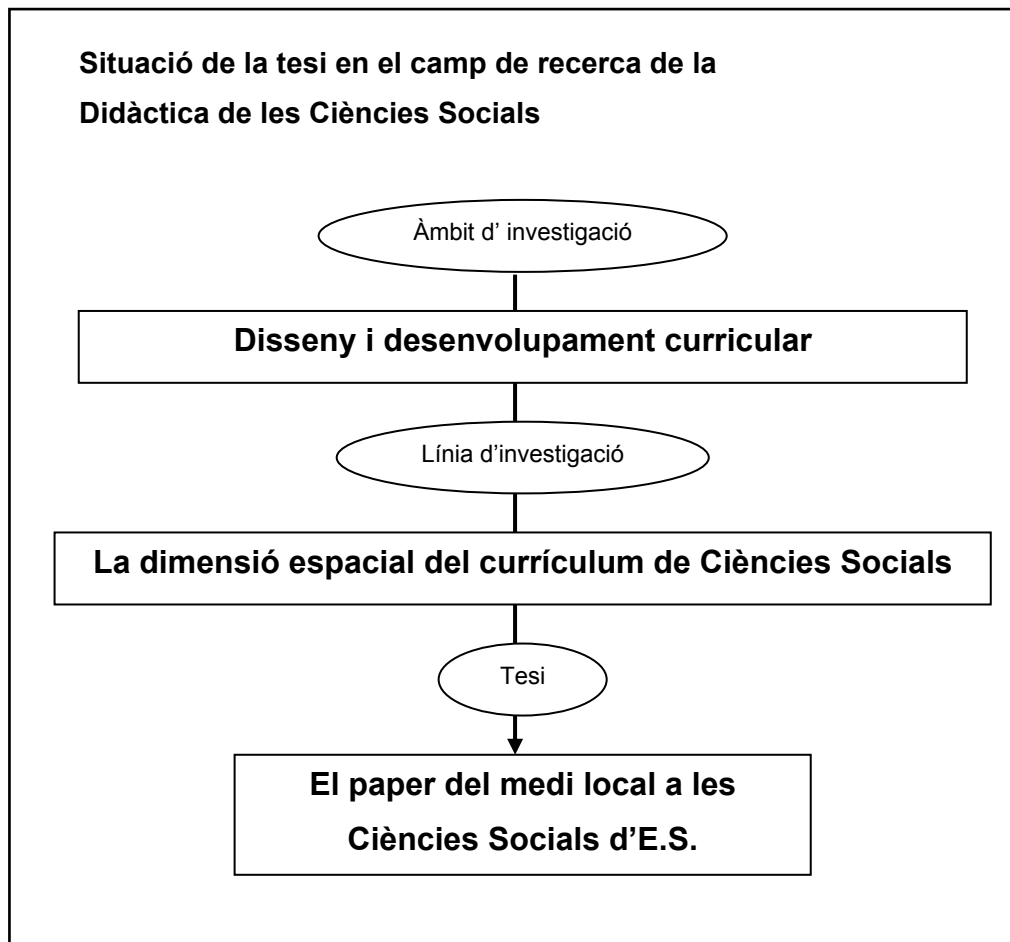 Situació de la tesi en el camp de recerca de la
Didàctica de les Ciències Socials
Àmbit d’ investigació
Disseny i desenvolupament curricular
Línia d’investigació
La dimensió espacial del currículum de Ciències Socials
Tesi
El paper del medi local a les
Ciències Socials d’E.S.